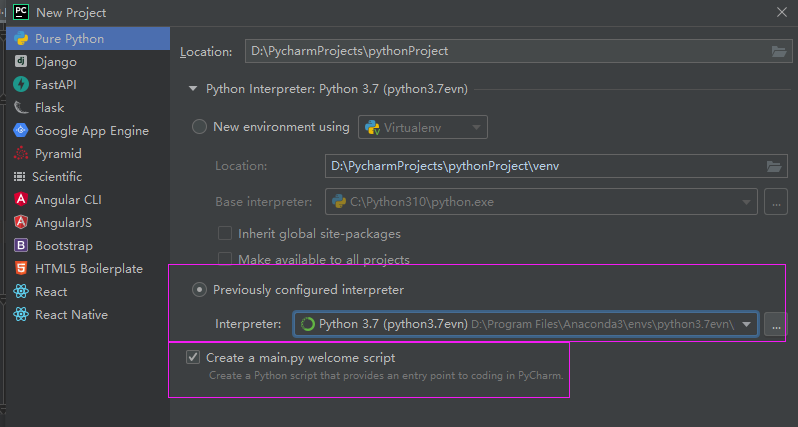 PC New Project
Pure Python
Django
FastAPI
Flask
Google App Engine
Pyramid
Scientific
Angular CLI
AngularJS
Bootstrap
HTML5 Boilerplate
React
React Native
Location: D:\PycharmProjects\pythonProject
Python Interpreter: Python 3.7 (python3.7evn)
New environment using Virtualenv
Location: D:\PycharmProjects\pythonProject\venv
Base interpreter: C:\Python310\python.exe ...
Inherit global site-packages
Make available to all projects
Previously configured interpreter
Interpreter: Python 3.7 (python3.7evn) D:\Program Files\Anaconda3\envs\python3.7evn\ ...
Create a main.py welcome script
Create a Python script that provides an entry point to coding in PyCharm.